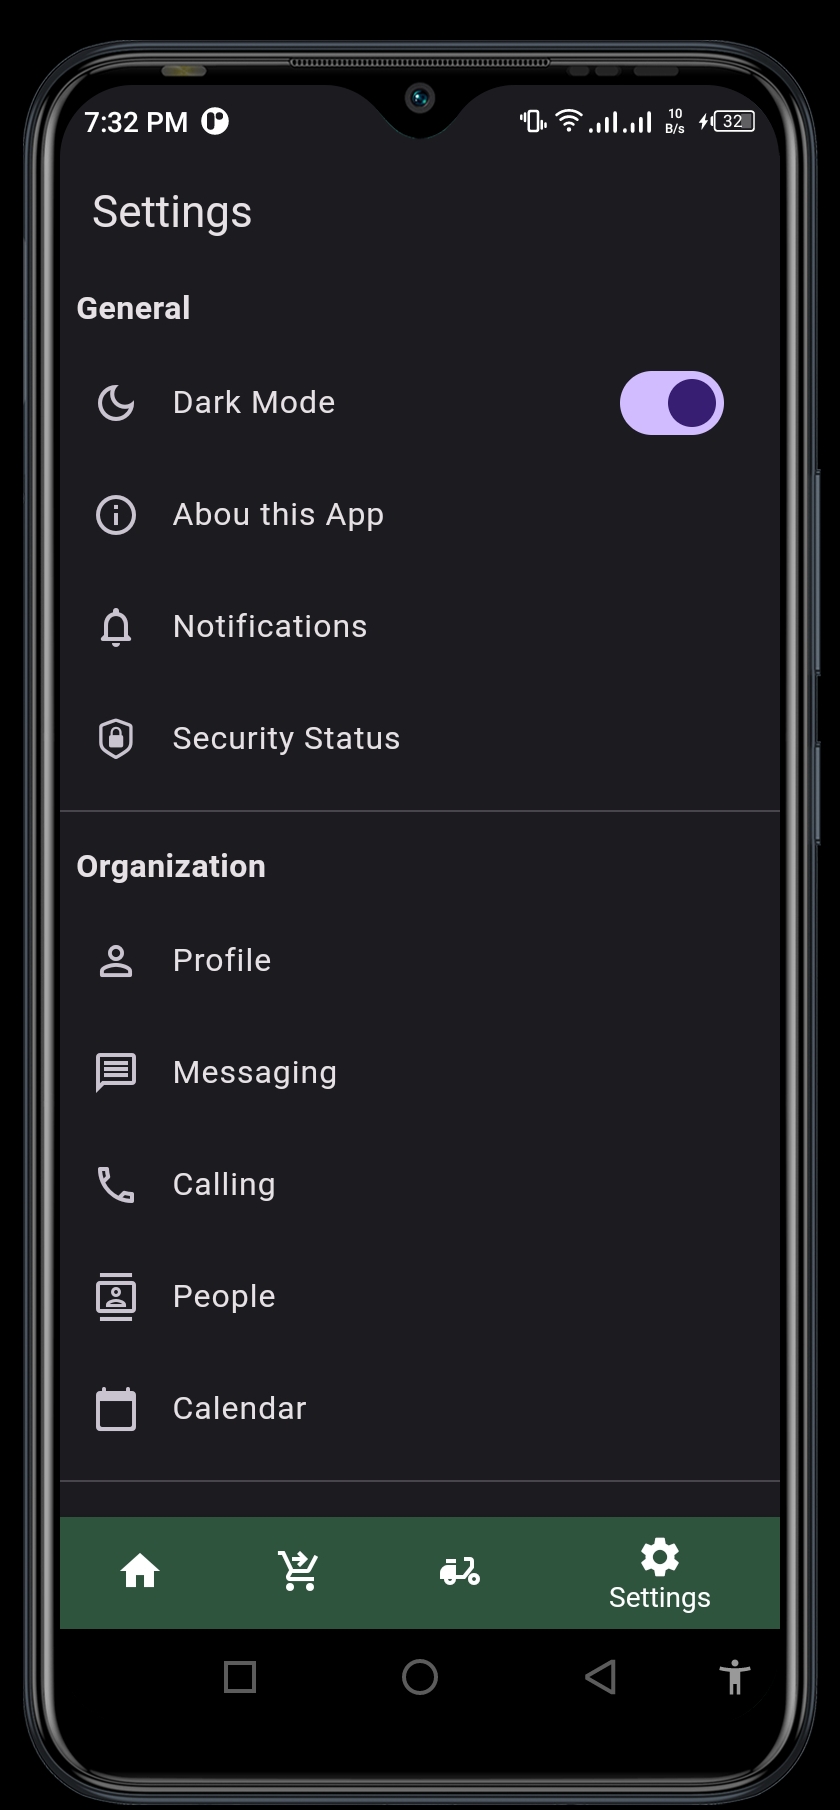 7:32 PM
10
B/s
32
Settings
General
Dark Mode
Abou this App
Notifications
Security Status
Organization
Profile
Messaging
Calling
People
Calendar
Settings